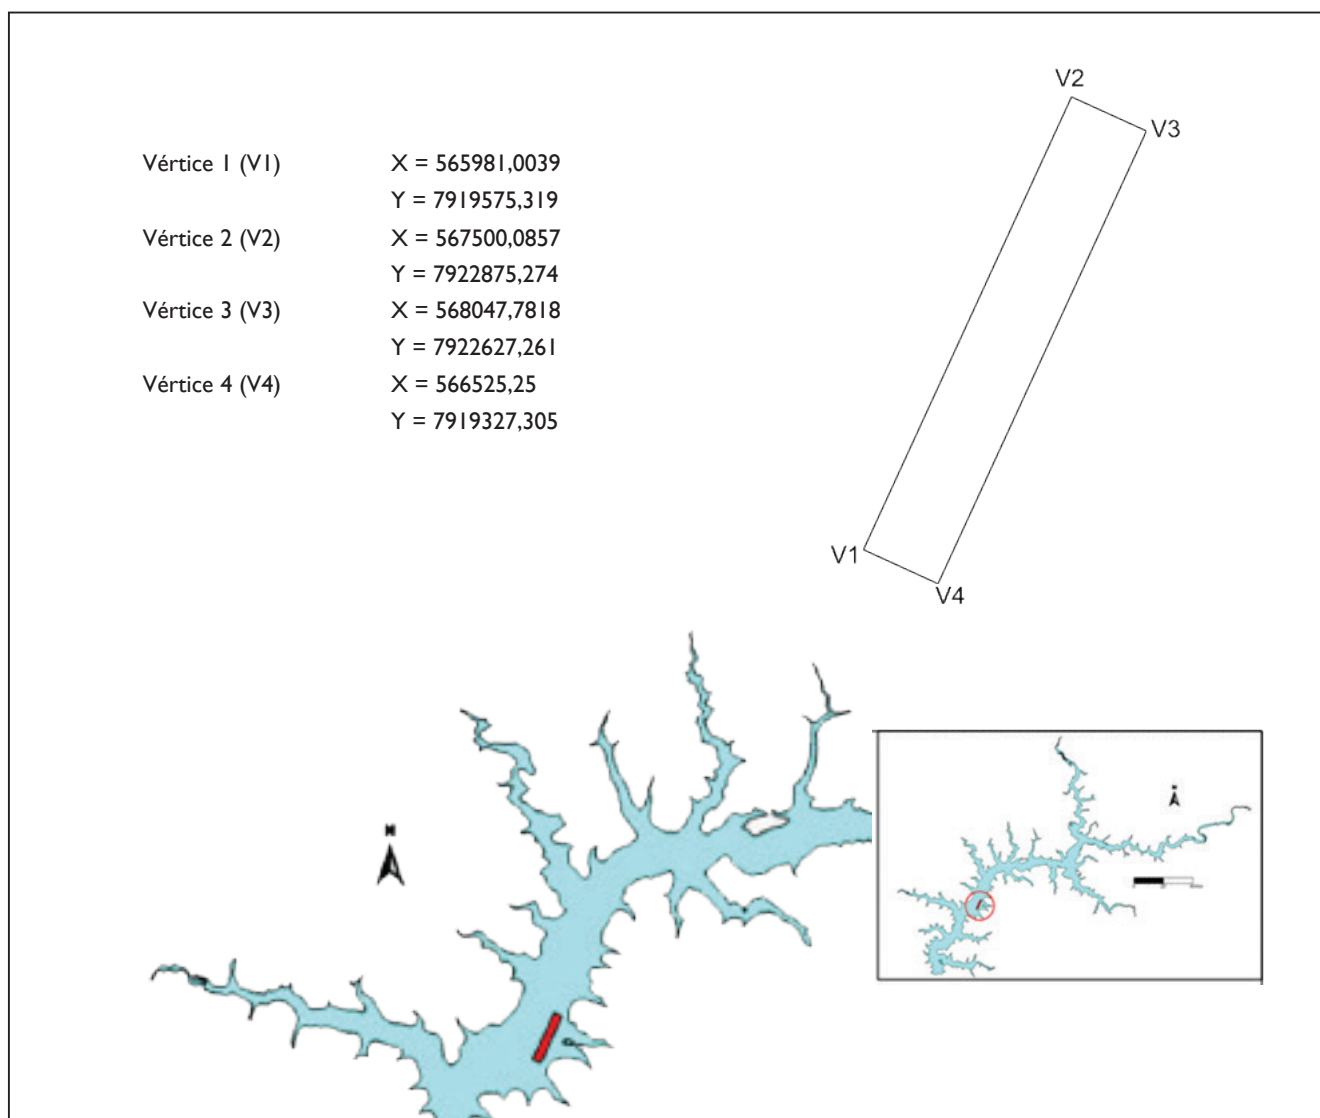 V2
V3
Vértice 1 (V1) X = 565981,0039
Y = 7919575,319
Vértice 2 (V2) X = 567500,0857
Y = 7922875,274
Vértice 3 (V3) X = 568047,7818
Y = 7922627,261
Vértice 4 (V4) X = 566525,25
Y = 7919327,305
V1
V4
N